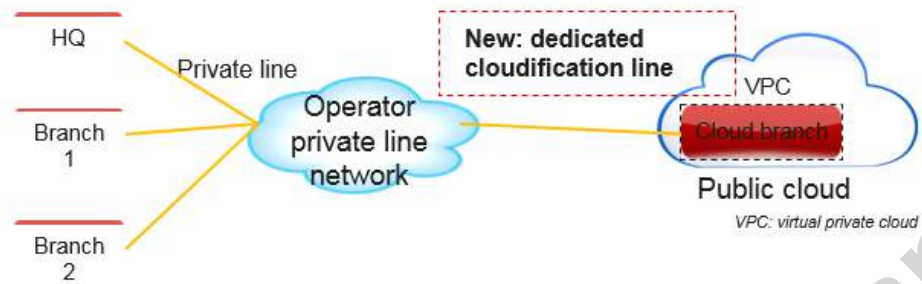 HQ
Private line
Branch
1
Branch
2
Operator
private line
network
New: dedicated
cloudification line
VPC
Cloud branch
Public cloud
VPC: virtual private cloud